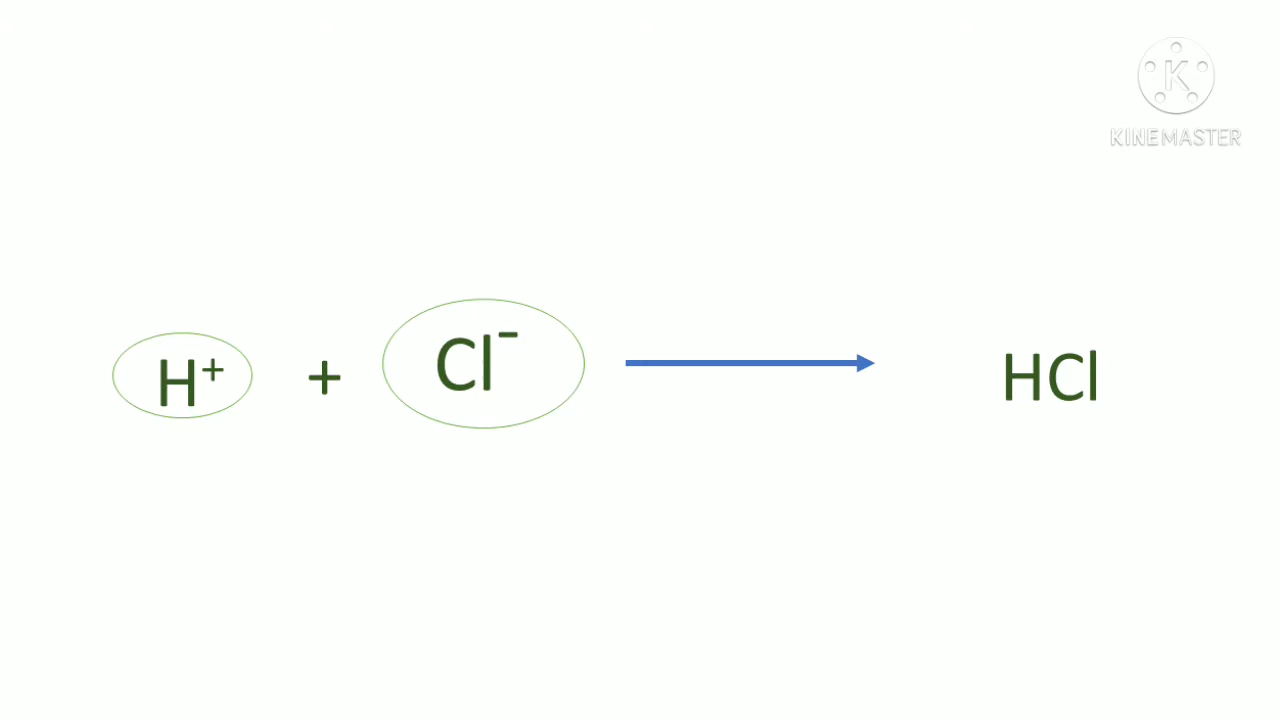 K
KINEMASTER
H⁺ + Cl⁻ HCl